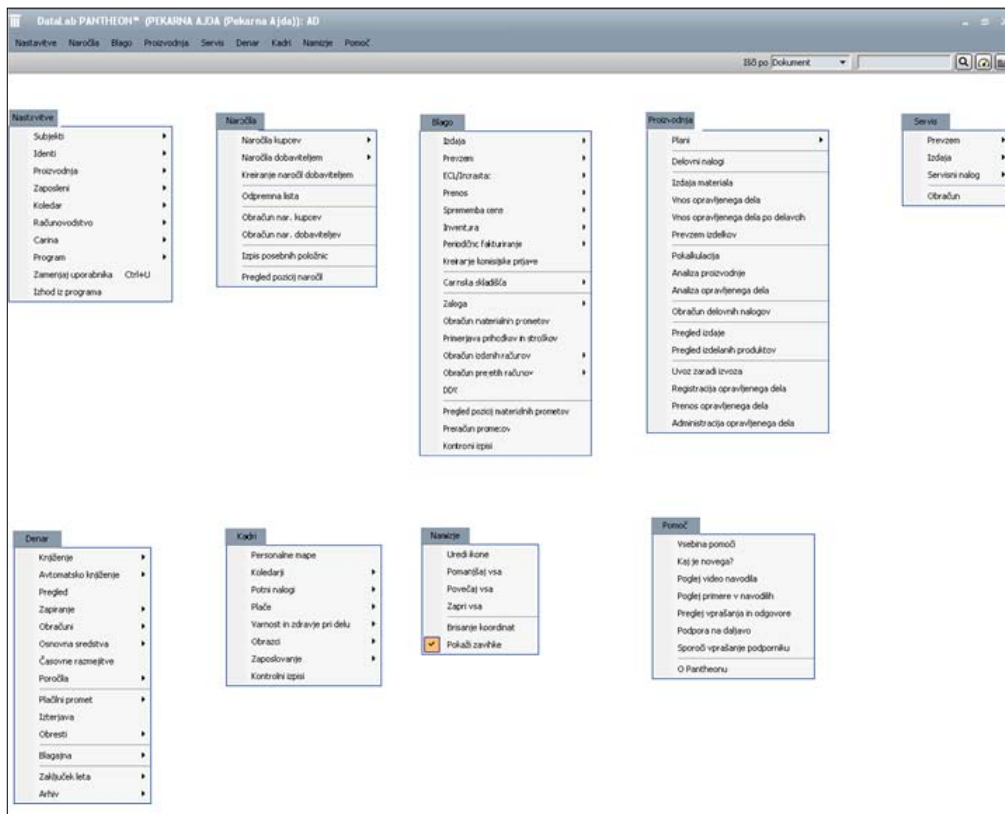 DataLab PANTHEON™ (PEKARNA AJDA (Pekarna Ajda)): AD
Nastavitve Naročila Blago Proizvodnja Servis Denar Kadri Namizje Pomoč
Išči po Dokument
Nastavitve
Subjekti
Identi
Proizvodnja
Zaposleni
Koledar
Računovodstvo
Carina
Program
Zamenjaj uporabnika Ctrl+U
Izhod iz programa
Naročila
Naročila kupcev
Naročila dobaviteljem
Kreiranje naročil dobaviteljem
Odpremna lista
Obračun nar. kupcev
Obračun nar. dobaviteljev
Izpis posebnih položnic
Pregled pozicij naročil
Blago
Izdaja
Prevzem
Prenos
Sprememba cene
Inventura
Periodično fakturiranje
Kreiranje komisijske prijave
Carinska skladišča
Zaloga
Obračun materialnih prometov
Primerjava prihodkov in stroškov
Obračun izdanih računov
Obračun prejetih računov
DDV
Pregled pozicij materialnih prometov
Preračun prometov
Kontrolni izpisi
Proizvodnja
Plani
Delovni nalogi
Izdaja materiala
Vnos opravljenega dela
Vnos opravljenega dela po delavcih
Prevzem izdelkov
Pokalkulacija
Analiza proizvodnje
Analiza opravljenega dela
Obračun delovnih nalogov
Pregled izdaje
Pregled izdelanih produktov
Uvoz zaradi izvoza
Registracija opravljenega dela
Prenos opravljenega dela
Administracija opravljenega dela
Servis
Prevzem
Izdaja
Servisni nalog
Obračun
Denar
Knjiženje
Avtomatsko knjiženje
Pregled
Zapiranje
Obračuni
Osnovna sredstva
Časovne razmejitve
Poročila
Plačilni promet
Izterjava
Obresti
Blagajna
Zaključek leta
Arhiv
Kadri
Personalne mape
Koledarji
Potni nalogi
Plače
Varnost in zdravje pri delu
Obrazci
Zaposlovanje
Kontrolni izpisi
Namizje
Uredi ikone
Pomanjšaj vsa
Povečaj vsa
Zapri vsa
Brisanje koordinat
Pokaži zavihke
Pomoč
Vsebina pomoči
Kaj je novega?
Poglej video navodila
Poglej primere v navodilih
Preglej vprašanja in odgovore
Podpora na daljavo
Sporoči vprašanje podporniku
O Pantheonu